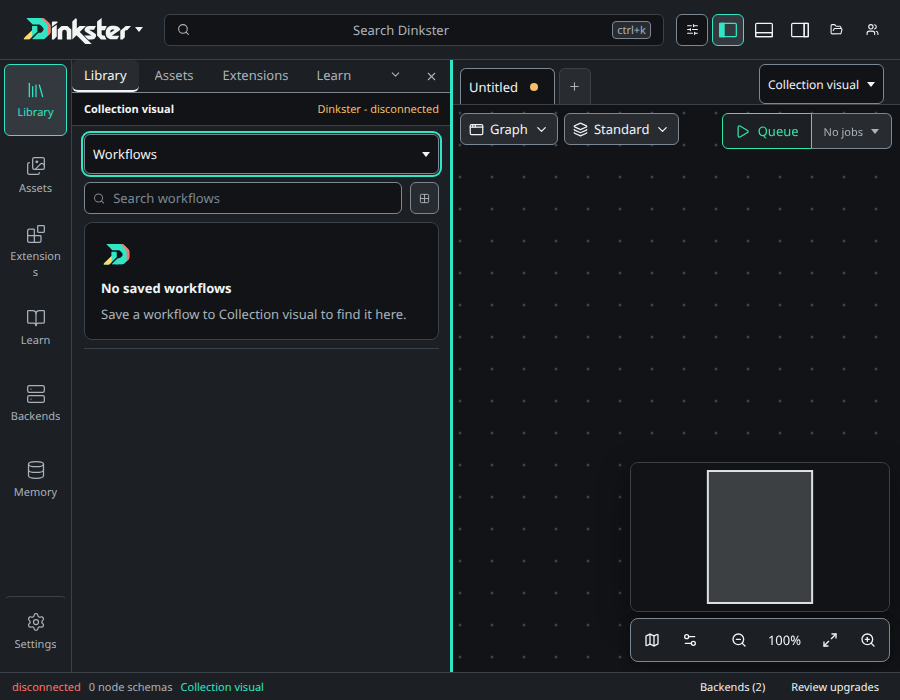 Dinkster
Search Dinkster
ctrl+k
Library
Assets
Extension
s
Learn
Backends
Memory
Settings
Library
Assets
Extensions
Learn
Collection visual
Dinkster - disconnected
Workflows
Search workflows
No saved workflows
Save a workflow to Collection visual to find it here.
Untitled
+
Collection visual
Graph
Standard
Queue
No jobs
100%
disconnected
0 node schemas
Collection visual
Backends (2)
Review upgrades